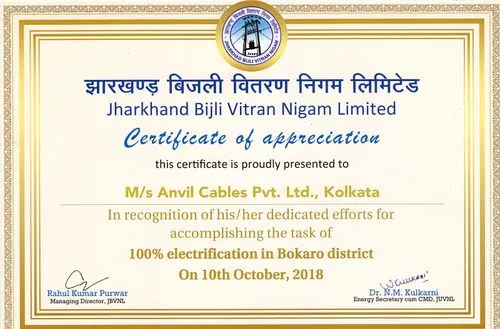 झारखण्ड़ बिजली वितरण निगम लिमिटेड
JHARKHAND BIJLI VITRAN NIGAM
झारखण्ड़ बिजली वितरण निगम लिमिटेड
Jharkhand Bijli Vitran Nigam Limited
Certificate of appreciation
this certificate is proudly presented to
M/s Anvil Cables Pvt. Ltd., Kolkata
In recognition of his/her dedicated efforts for
accomplishing the task of
100% electrification in Bokaro district
On 10th October, 2018
Rahul Kumar Purwar
Managing Director, JBVNL
Dr. N.M. Kulkarni
Energy Secretary cum CMD, JUVNL